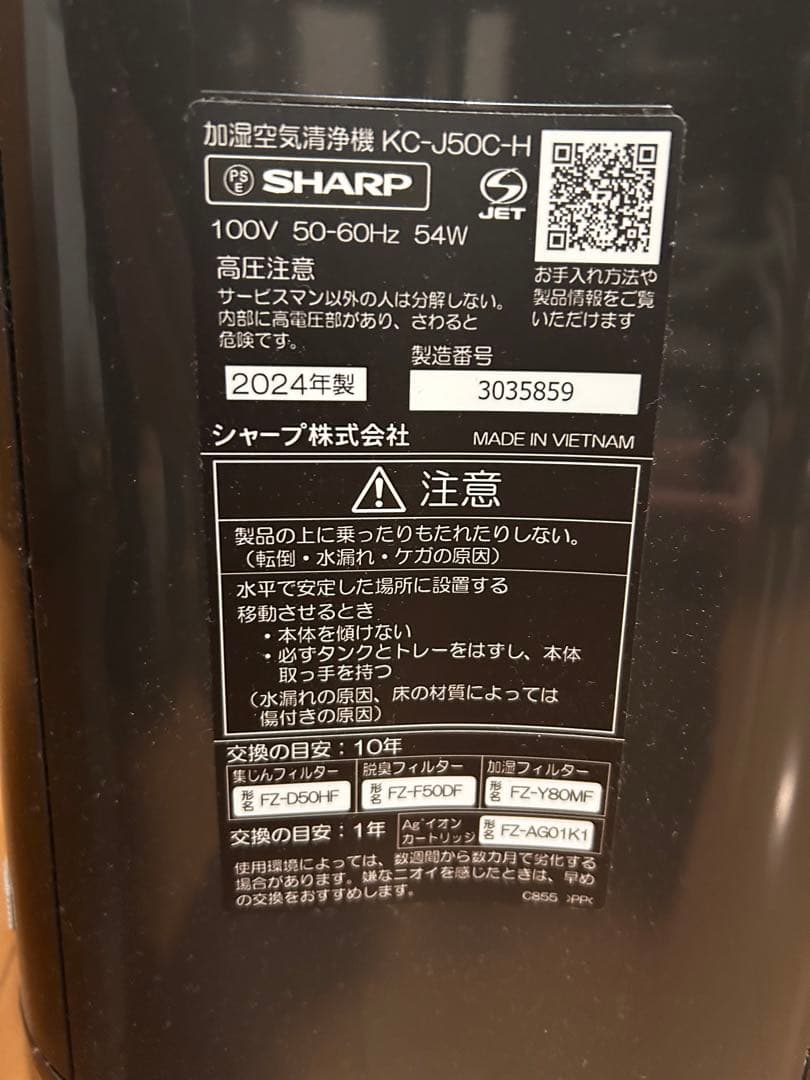 加湿空気清浄機 KC-J50C-H
PSE SHARP
JET
100V 50-60Hz 54W
高圧注意
サービスマン以外の人は分解しない。
内部に高電圧部があり、さわると
危険です。
お手入れ方法や
製品情報をご覧
いただけます
製造番号
2024年製
3035859
シャープ株式会社
MADE IN VIETNAM
注意
製品の上に乗ったりもたれたりしない。
（転倒・水漏れ・ケガの原因）
水平で安定した場所に設置する
移動させるとき
・本体を傾けない
・必ずタンクとトレーをはずし、本体
取っ手を持つ
（水漏れの原因、床の材質によっては
傷付きの原因）
交換の目安：10年
集じんフィルター 脱臭フィルター 加湿フィルター
形名 FZ-D50HF 形名 FZ-F50DF 形名 FZ-Y80MF
交換の目安：1年 Ag⁺イオンカートリッジ 形名 FZ-AG01K1
使用環境によっては、数週間から数カ月で劣化する
場合があります。嫌なニオイを感じたときは、早め
の交換をおすすめします。
C855 >PP<